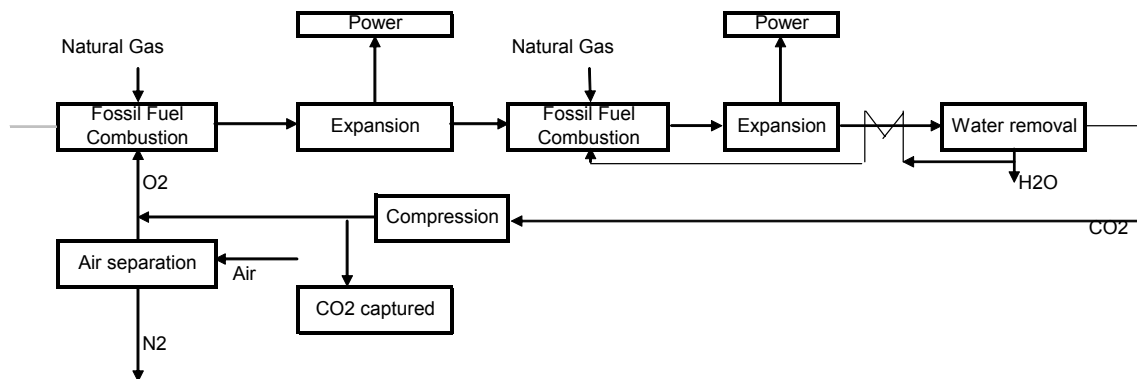 Power
Power
Natural Gas
Natural Gas
Fossil Fuel
Combustion
Expansion
Fossil Fuel
Combustion
Expansion
Water removal
O2
H2O
Compression
CO2
Air separation
Air
CO2 captured
N2